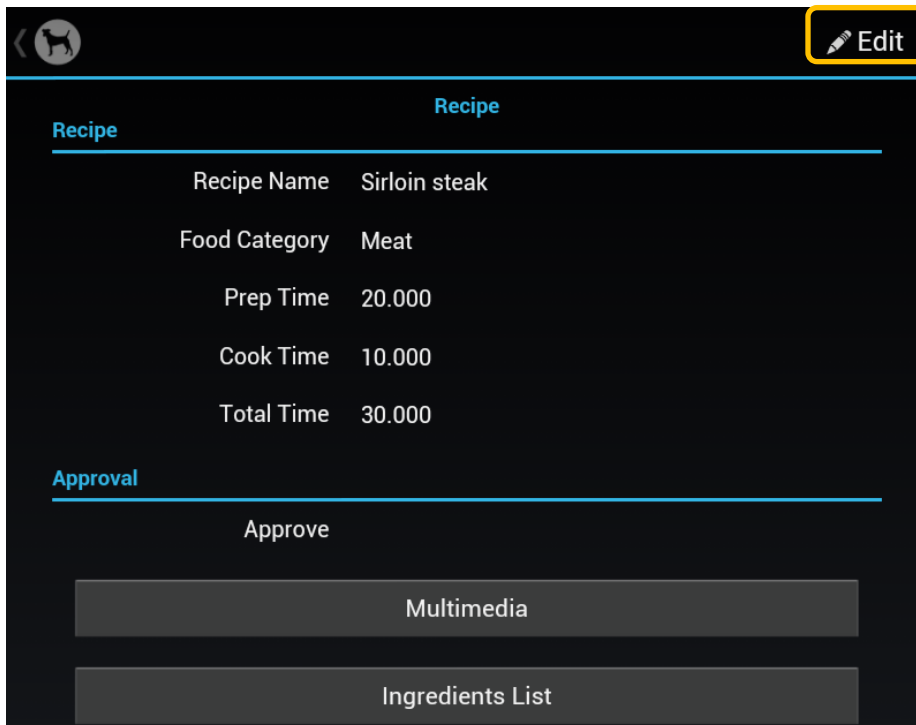 Edit
Recipe
Recipe
Recipe Name Sirloin steak
Food Category Meat
Prep Time 20.000
Cook Time 10.000
Total Time 30.000
Approval
Approve
Multimedia
Ingredients List